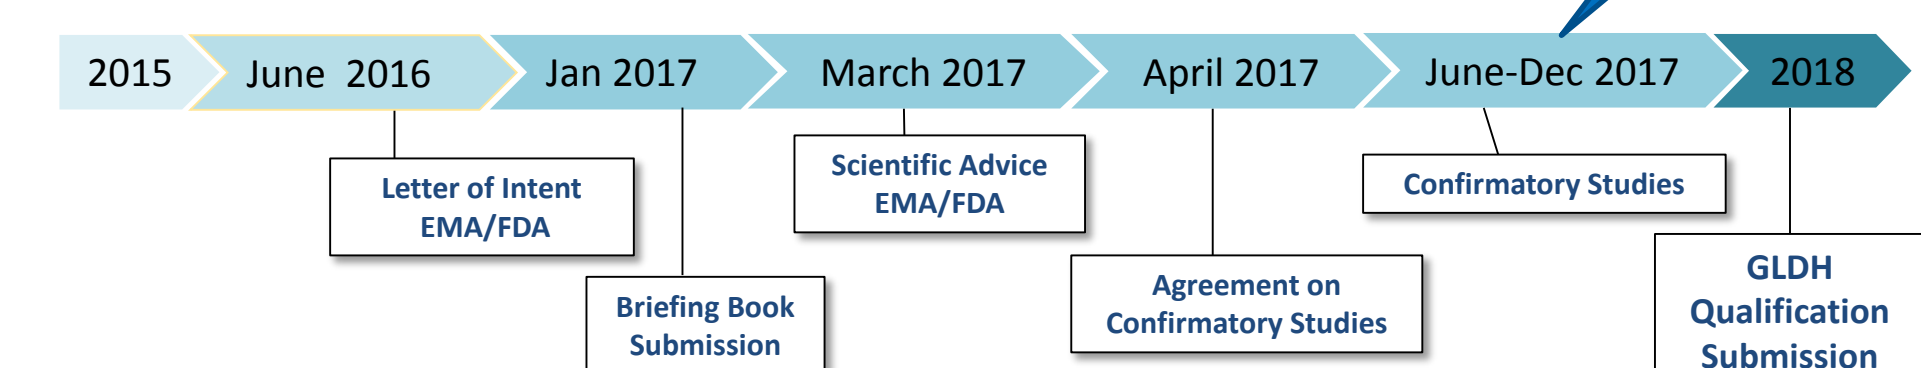 2015
June  2016
Jan 2017
March 2017
April 2017
June-Dec 2017
2018
Letter of Intent
EMA/FDA
Briefing Book
Submission
Scientific Advice
EMA/FDA
Agreement on
Confirmatory Studies
Confirmatory Studies
GLDH
Qualification
Submission